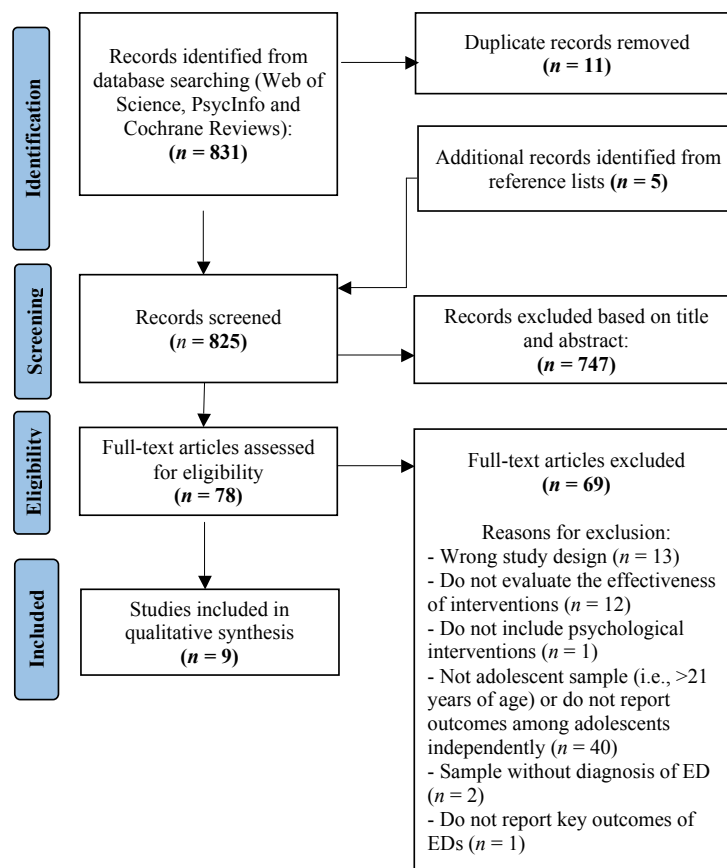 Identification
Records identified from
database searching (Web of
Science, PsycInfo and
Cochrane Reviews):
(n = 831)
Duplicate records removed
(n = 11)
Additional records identified from
reference lists (n = 5)
Screening
Records screened
(n = 825)
Records excluded based on title
and abstract:
(n = 747)
Eligibility
Full-text articles assessed
for eligibility
(n = 78)
Full-text articles excluded
(n = 69)
Reasons for exclusion:
- Wrong study design (n = 13)
- Do not evaluate the effectiveness
of interventions (n = 12)
- Do not include psychological
interventions (n = 1)
- Not adolescent sample (i.e., >21
years of age) or do not report
outcomes among adolescents
independently (n = 40)
- Sample without diagnosis of ED
(n = 2)
- Do not report key outcomes of
EDs (n = 1)
Included
Studies included in
qualitative synthesis
(n = 9)